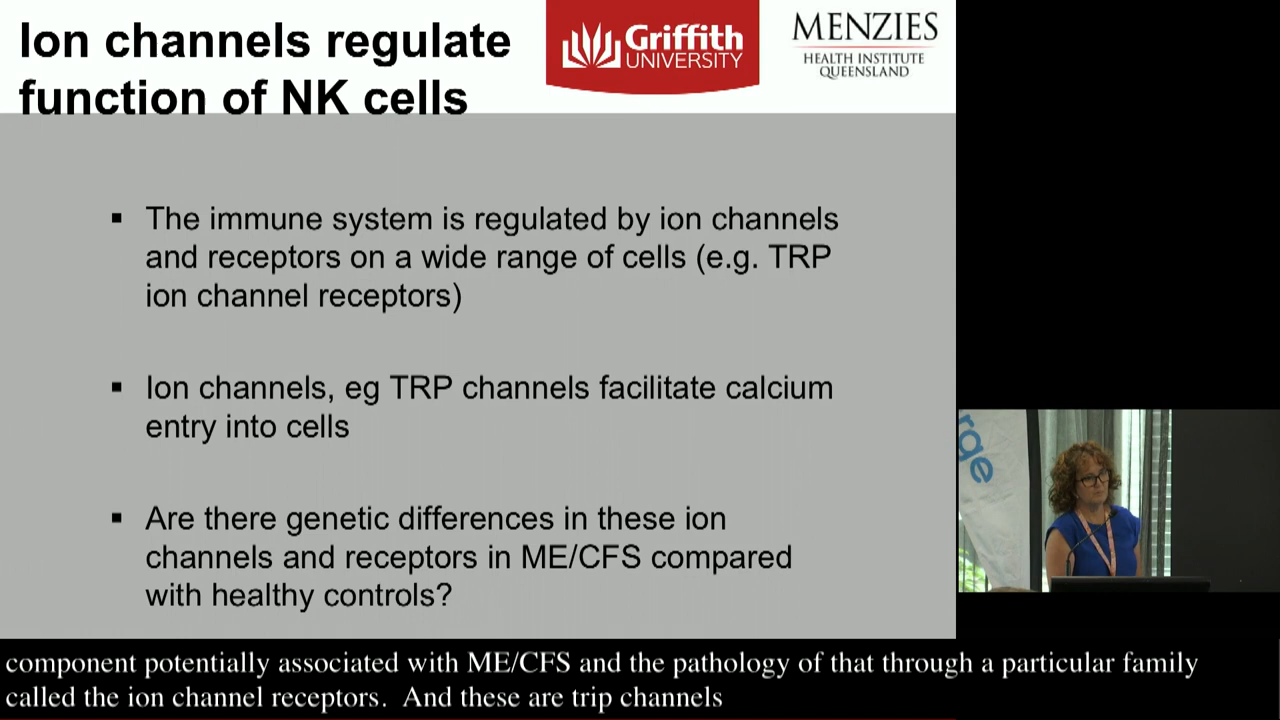 Ion channels regulate
function of NK cells
Griffith
UNIVERSITY
MENZIES
HEALTH INSTITUTE
QUEENSLAND
▪ The immune system is regulated by ion channels
and receptors on a wide range of cells (e.g. TRP
ion channel receptors)
▪ Ion channels, eg TRP channels facilitate calcium
entry into cells
▪ Are there genetic differences in these ion
channels and receptors in ME/CFS compared
with healthy controls?
rge
component potentially associated with ME/CFS and the pathology of that through a particular family
called the ion channel receptors.  And these are trip channels